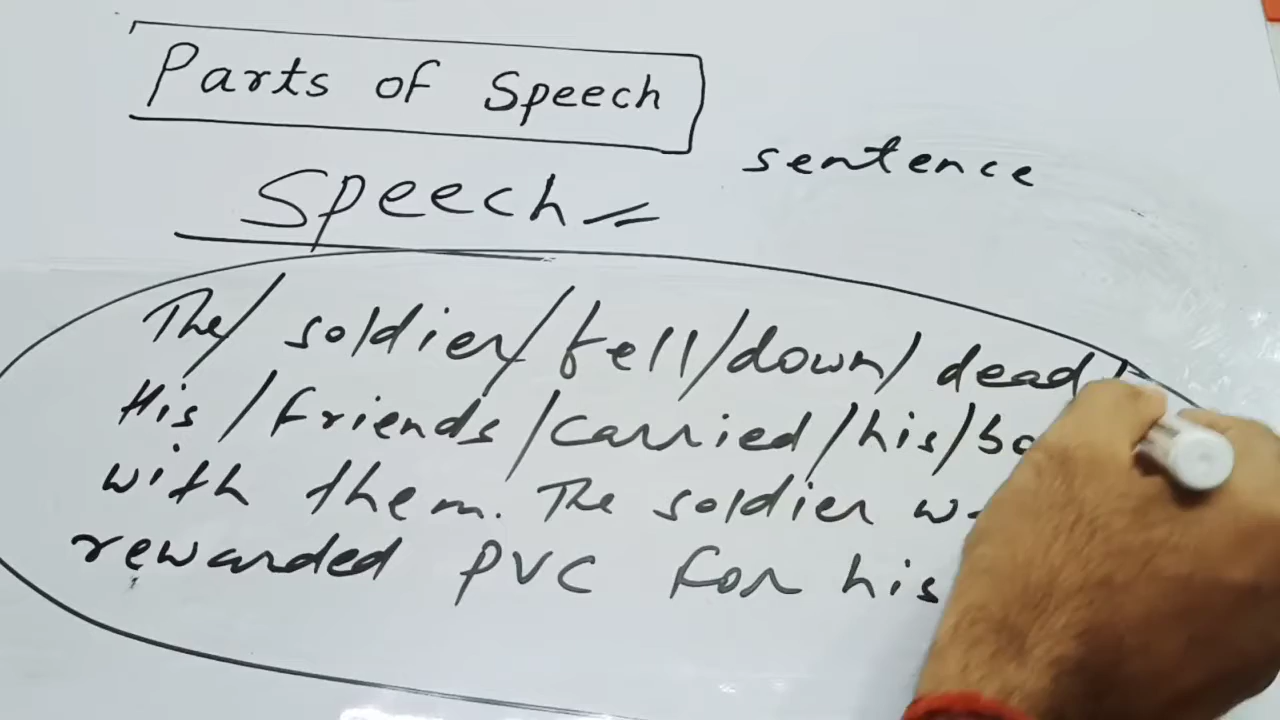 Parts of Speech
sentence
Speech
The/ soldier/ fell/down/ dead/
His /friends /carried /his/
with them. The soldier
rewarded PVC for his